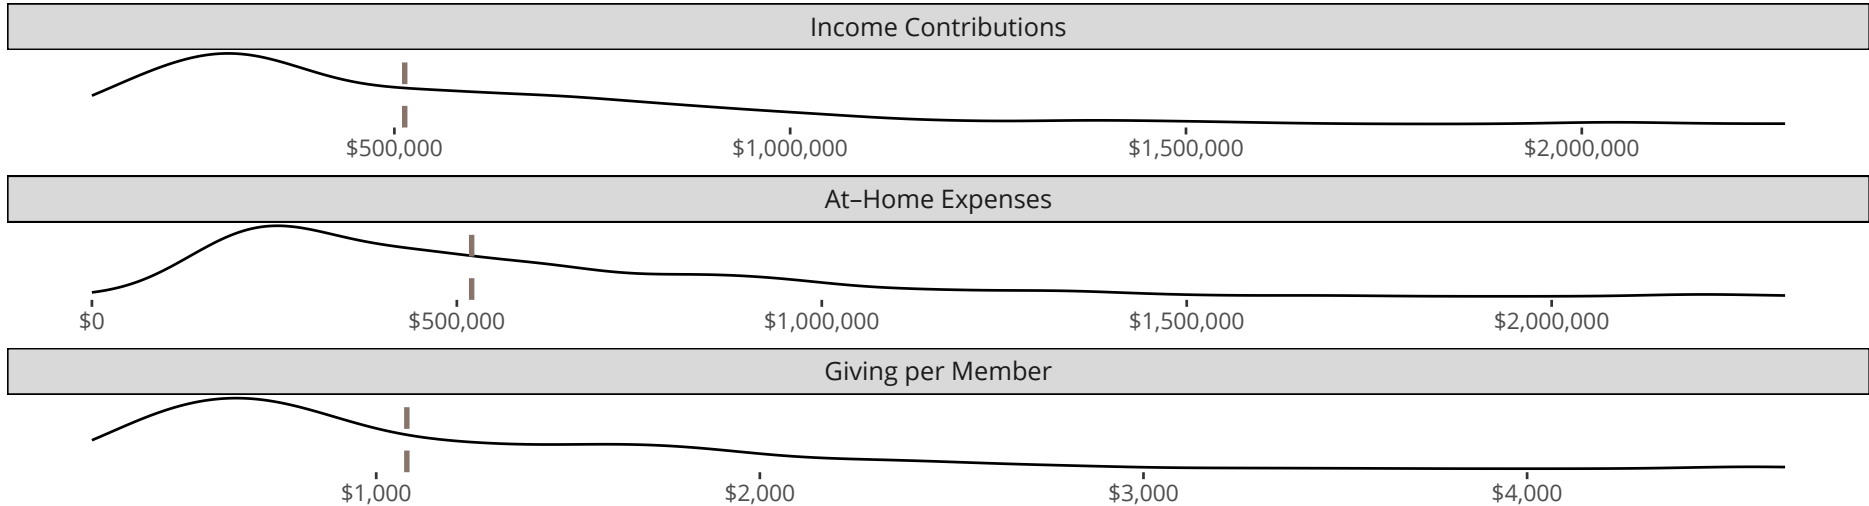 Income Contributions
$500,000 $1,000,000 $1,500,000 $2,000,000
At–Home Expenses
$0 $500,000 $1,000,000 $1,500,000 $2,000,000
Giving per Member
$1,000 $2,000 $3,000 $4,000